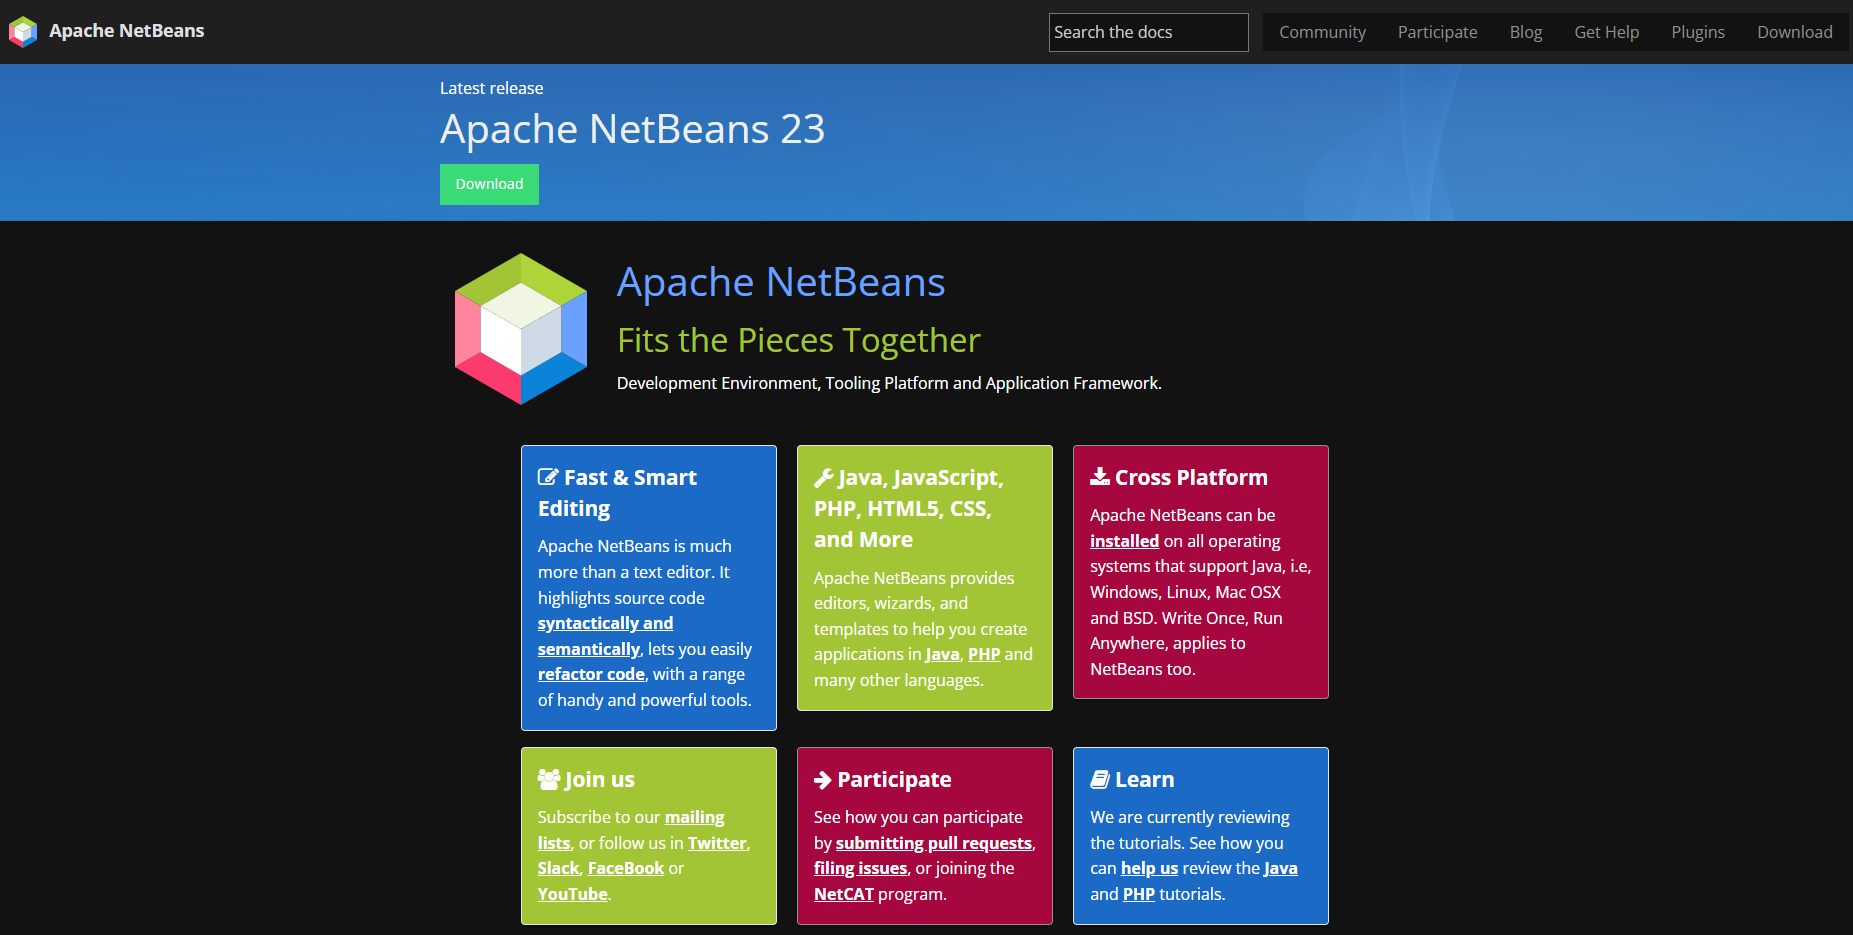 Apache NetBeans
Search the docs
Community
Participate
Blog
Get Help
Plugins
Download
Latest release
Apache NetBeans 23
Download
Apache NetBeans
Fits the Pieces Together
Development Environment, Tooling Platform and Application Framework.
Fast & Smart
Editing
Apache NetBeans is much
more than a text editor. It
highlights source code
syntactically and
semantically, lets you easily
refactor code, with a range
of handy and powerful tools.
Java, JavaScript,
PHP, HTML5, CSS,
and More
Apache NetBeans provides
editors, wizards, and
templates to help you create
applications in Java, PHP and
many other languages.
Cross Platform
Apache NetBeans can be
installed on all operating
systems that support Java, i.e,
Windows, Linux, Mac OSX
and BSD. Write Once, Run
Anywhere, applies to
NetBeans too.
Join us
Subscribe to our mailing
lists, or follow us in Twitter,
Slack, FaceBook or
YouTube.
Participate
See how you can participate
by submitting pull requests,
filing issues, or joining the
NetCAT program.
Learn
We are currently reviewing
the tutorials. See how you
can help us review the Java
and PHP tutorials.